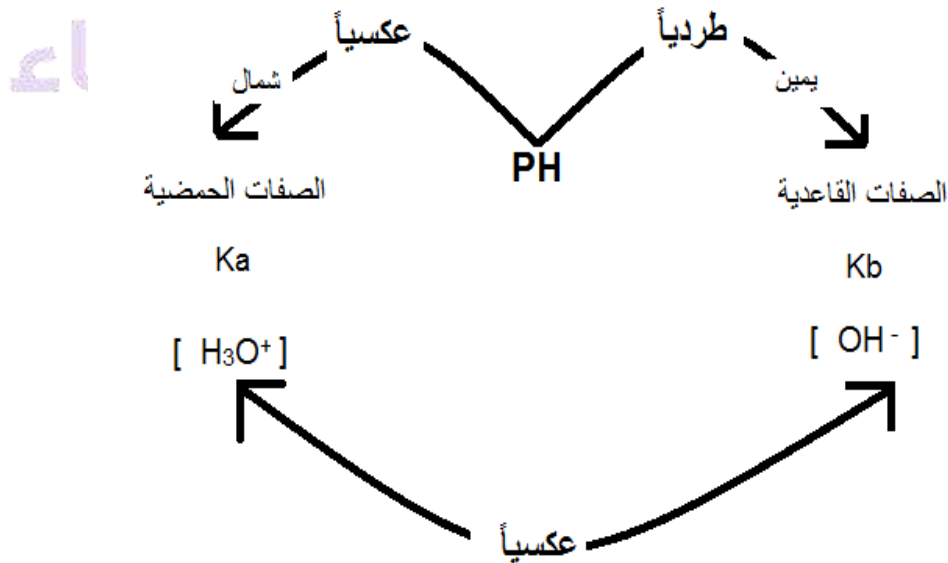 طردياً
عكسياً
يمين
شمال
PH
الصفات القاعدية
الصفات الحمضية
Kb
Ka
[ OH⁻ ]
[ H₃O⁺ ]
عكسياً